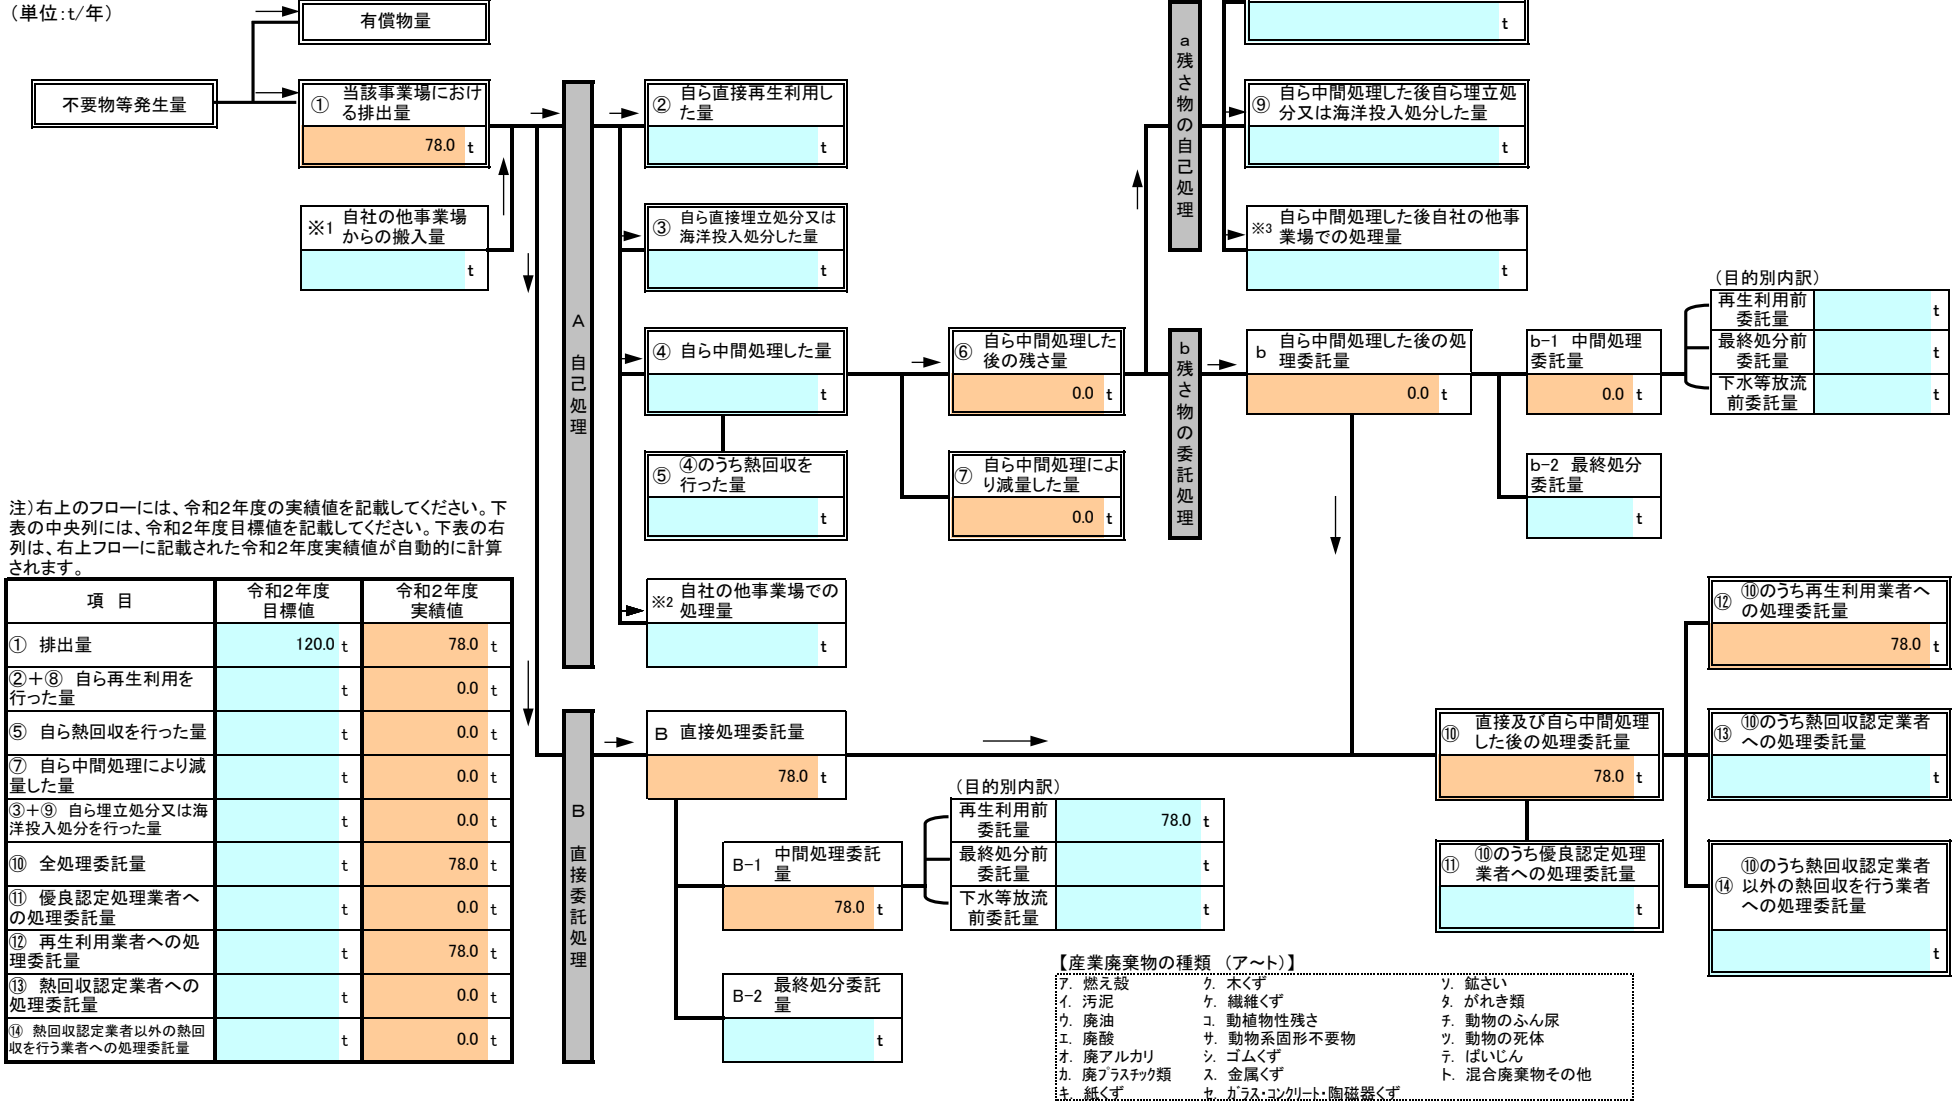 （単位:t/年）
有償物量
不要物等発生量
① 当該事業場におけ
る排出量
78.0 t
※1 自社の他事業場
からの搬入量
t
A 自己処理
② 自ら直接再生利用し
た量
t
③ 自ら直接埋立処分又は
海洋投入処分した量
t
④ 自ら中間処理した量
t
⑤ ④のうち熱回収を
行った量
t
※2 自社の他事業場での
処理量
t
⑥ 自ら中間処理した
後の残さ量
0.0 t
⑦ 自ら中間処理によ
り減量した量
0.0 t
a 残さ物の自己処理
t
⑨ 自ら中間処理した後自ら埋立処
分又は海洋投入処分した量
t
※3 自ら中間処理した後自社の他事
業場での処理量
t
b 残さ物の委託処理
b 自ら中間処理した後の処
理委託量
0.0 t
b-1 中間処理
委託量
0.0 t
b-2 最終処分
委託量
t
（目的別内訳）
再生利用前
委託量
t
最終処分前
委託量
t
下水等放流
前委託量
t
注）右上のフローには、令和２年度の実績値を記載してください。下
表の中央列には、令和２年度目標値を記載してください。下表の右
列は、右上フローに記載された令和２年度実績値が自動的に計算
されます。
項 目
令和２年度
目標値
令和２年度
実績値
① 排出量 120.0 t 78.0 t
②＋⑧ 自ら再生利用を
行った量
t 0.0 t
⑤ 自ら熱回収を行った量 t 0.0 t
⑦ 自ら中間処理により減
量した量
t 0.0 t
③＋⑨ 自ら埋立処分又は海
洋投入処分を行った量
t 0.0 t
⑩ 全処理委託量 t 78.0 t
⑪ 優良認定処理業者へ
の処理委託量
t 0.0 t
⑫ 再生利用業者への処
理委託量
t 78.0 t
⑬ 熱回収認定業者への
処理委託量
t 0.0 t
⑭ 熱回収認定業者以外の熱回
収を行う業者への処理委託量
t 0.0 t
B 直接委託処理
B 直接処理委託量
78.0 t
B-1 中間処理委託
量
78.0 t
B-2 最終処分委託
量
t
（目的別内訳）
再生利用前
委託量
78.0 t
最終処分前
委託量
t
下水等放流
前委託量
t
⑩ 直接及び自ら中間処理
した後の処理委託量
78.0 t
⑪ ⑩のうち優良認定処理
業者への処理委託量
t
⑫ ⑩のうち再生利用業者へ
の処理委託量
78.0 t
⑬ ⑩のうち熱回収認定業者
への処理委託量
t
⑭ ⑩のうち熱回収認定業者
以外の熱回収を行う業者
への処理委託量
t
【産業廃棄物の種類 （ア～ト）】
ｱ. 燃え殻 ｸ. 木くず ｿ. 鉱さい
ｲ. 汚泥 ｹ. 繊維くず ﾀ. がれき類
ｳ. 廃油 ｺ. 動植物性残さ ﾁ. 動物のふん尿
ｴ. 廃酸 ｻ. 動物系固形不要物 ﾂ. 動物の死体
ｵ. 廃アルカリ ｼ. ゴムくず ﾃ. ばいじん
ｶ. 廃ﾌﾟﾗｽﾁｯｸ類 ｽ. 金属くず ﾄ. 混合廃棄物その他
ｷ. 紙くず ｾ. ｶﾞﾗｽ・ｺﾝｸﾘｰﾄ・陶磁器くず